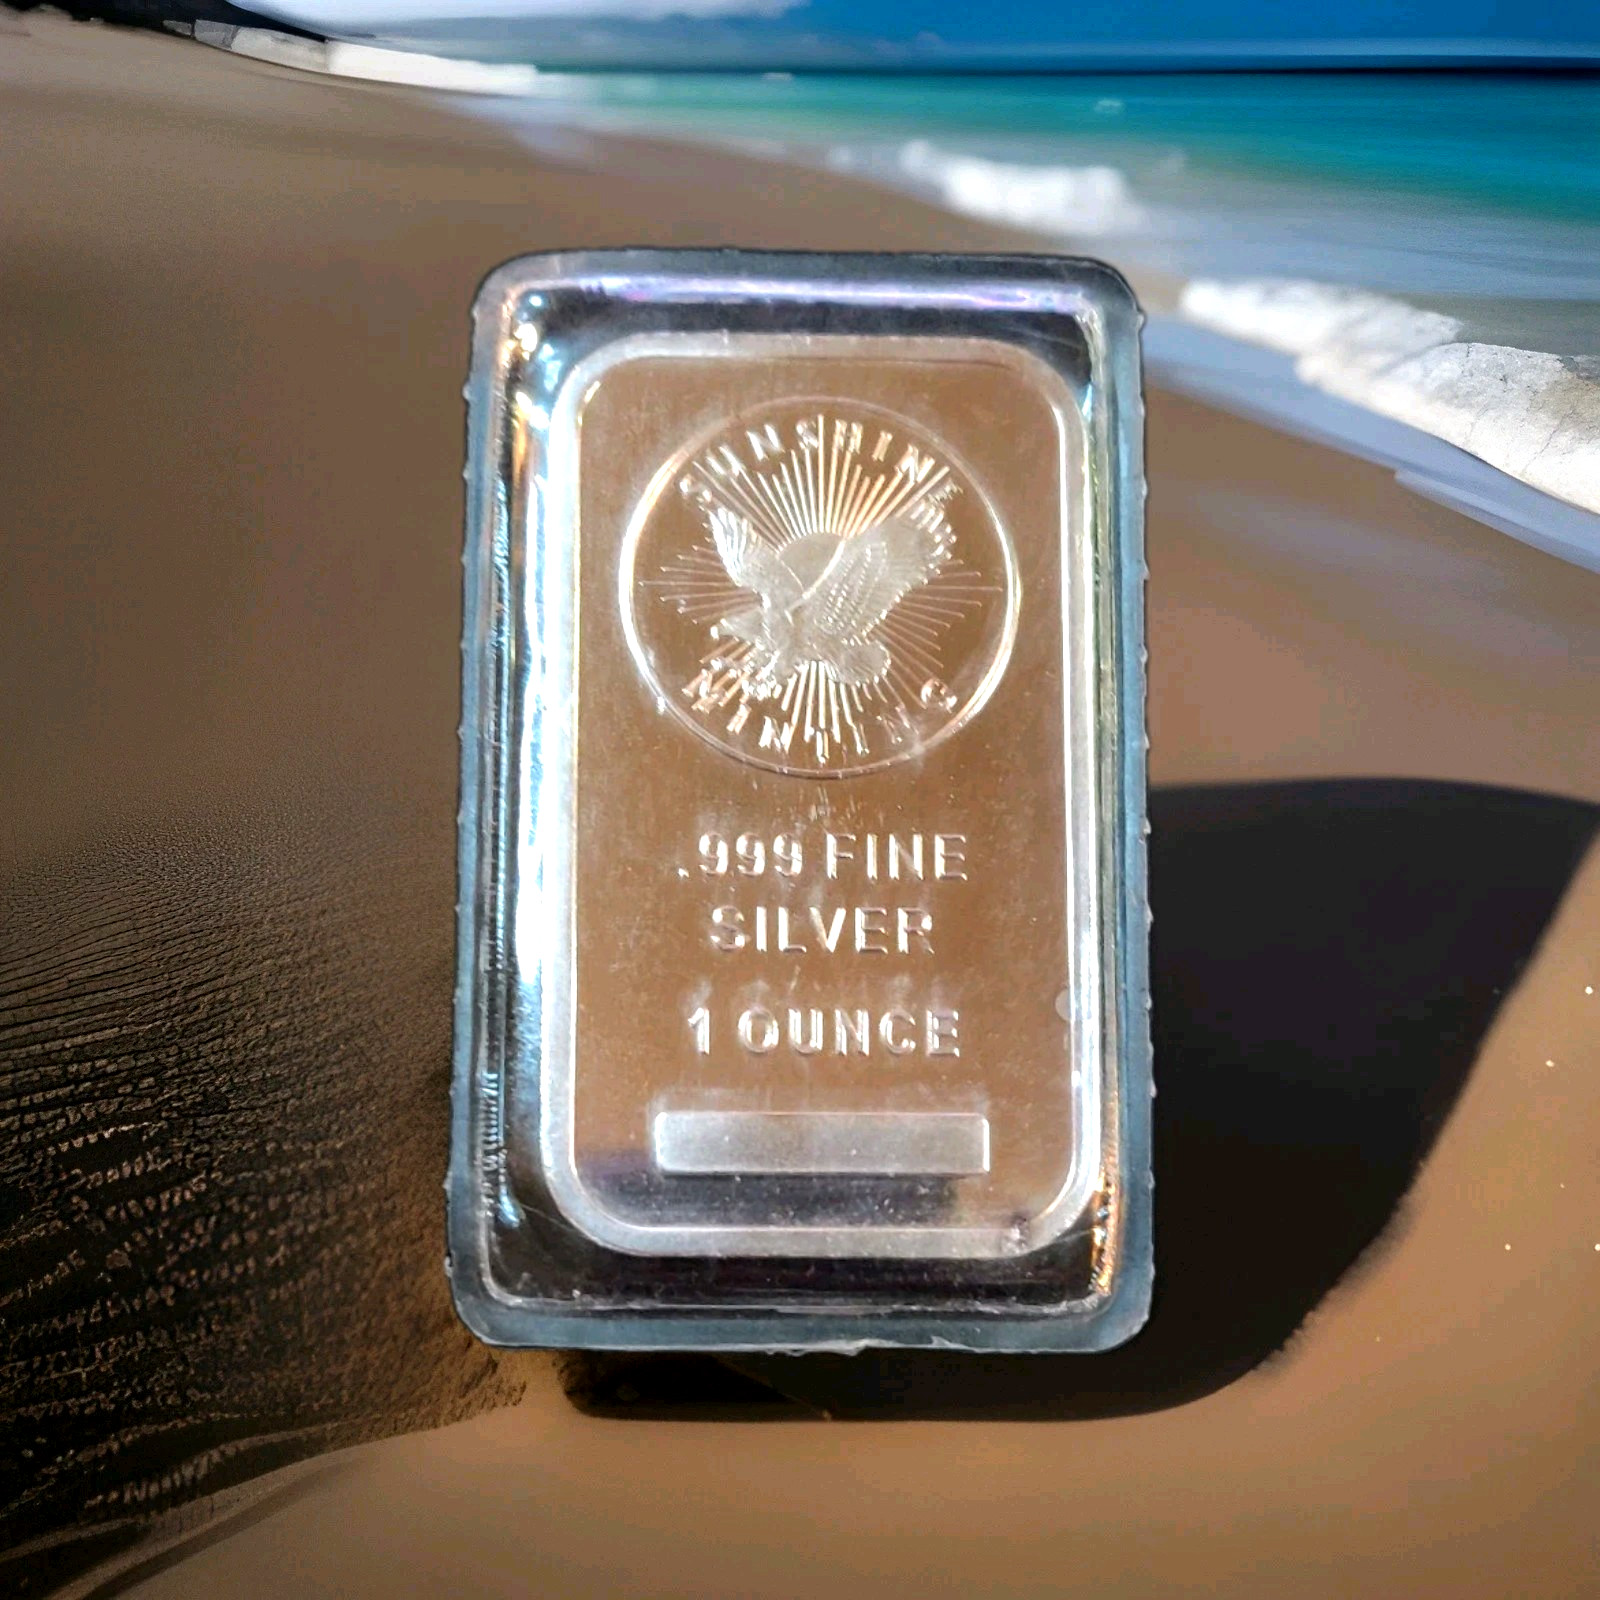 SUNSHINE
MINTING
.999 FINE
SILVER
1 OUNCE